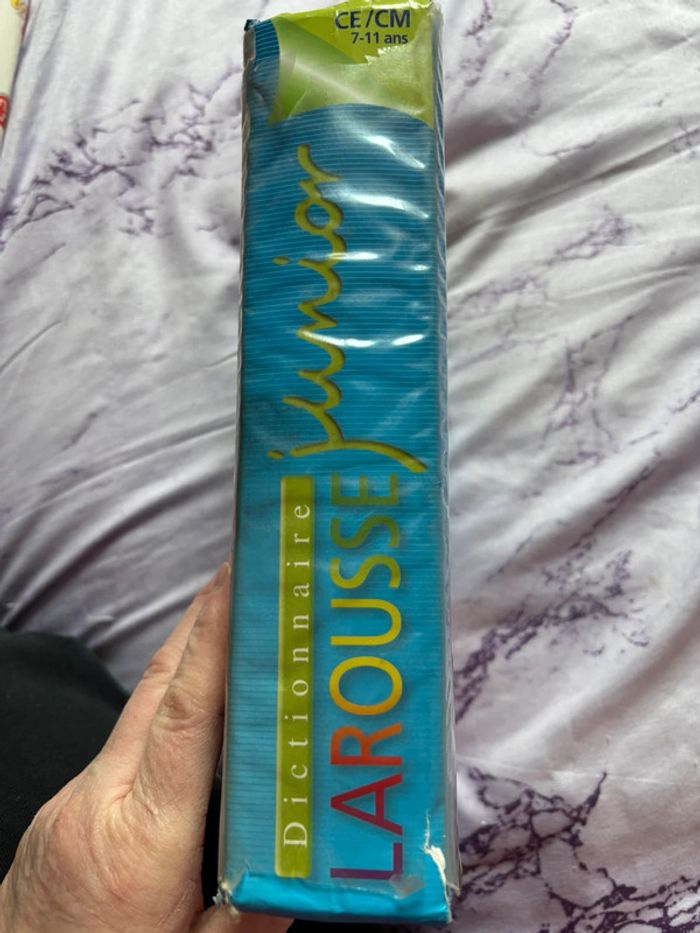 CE/CM
7-11 ans
Dictionnaire
LAROUSSE junior